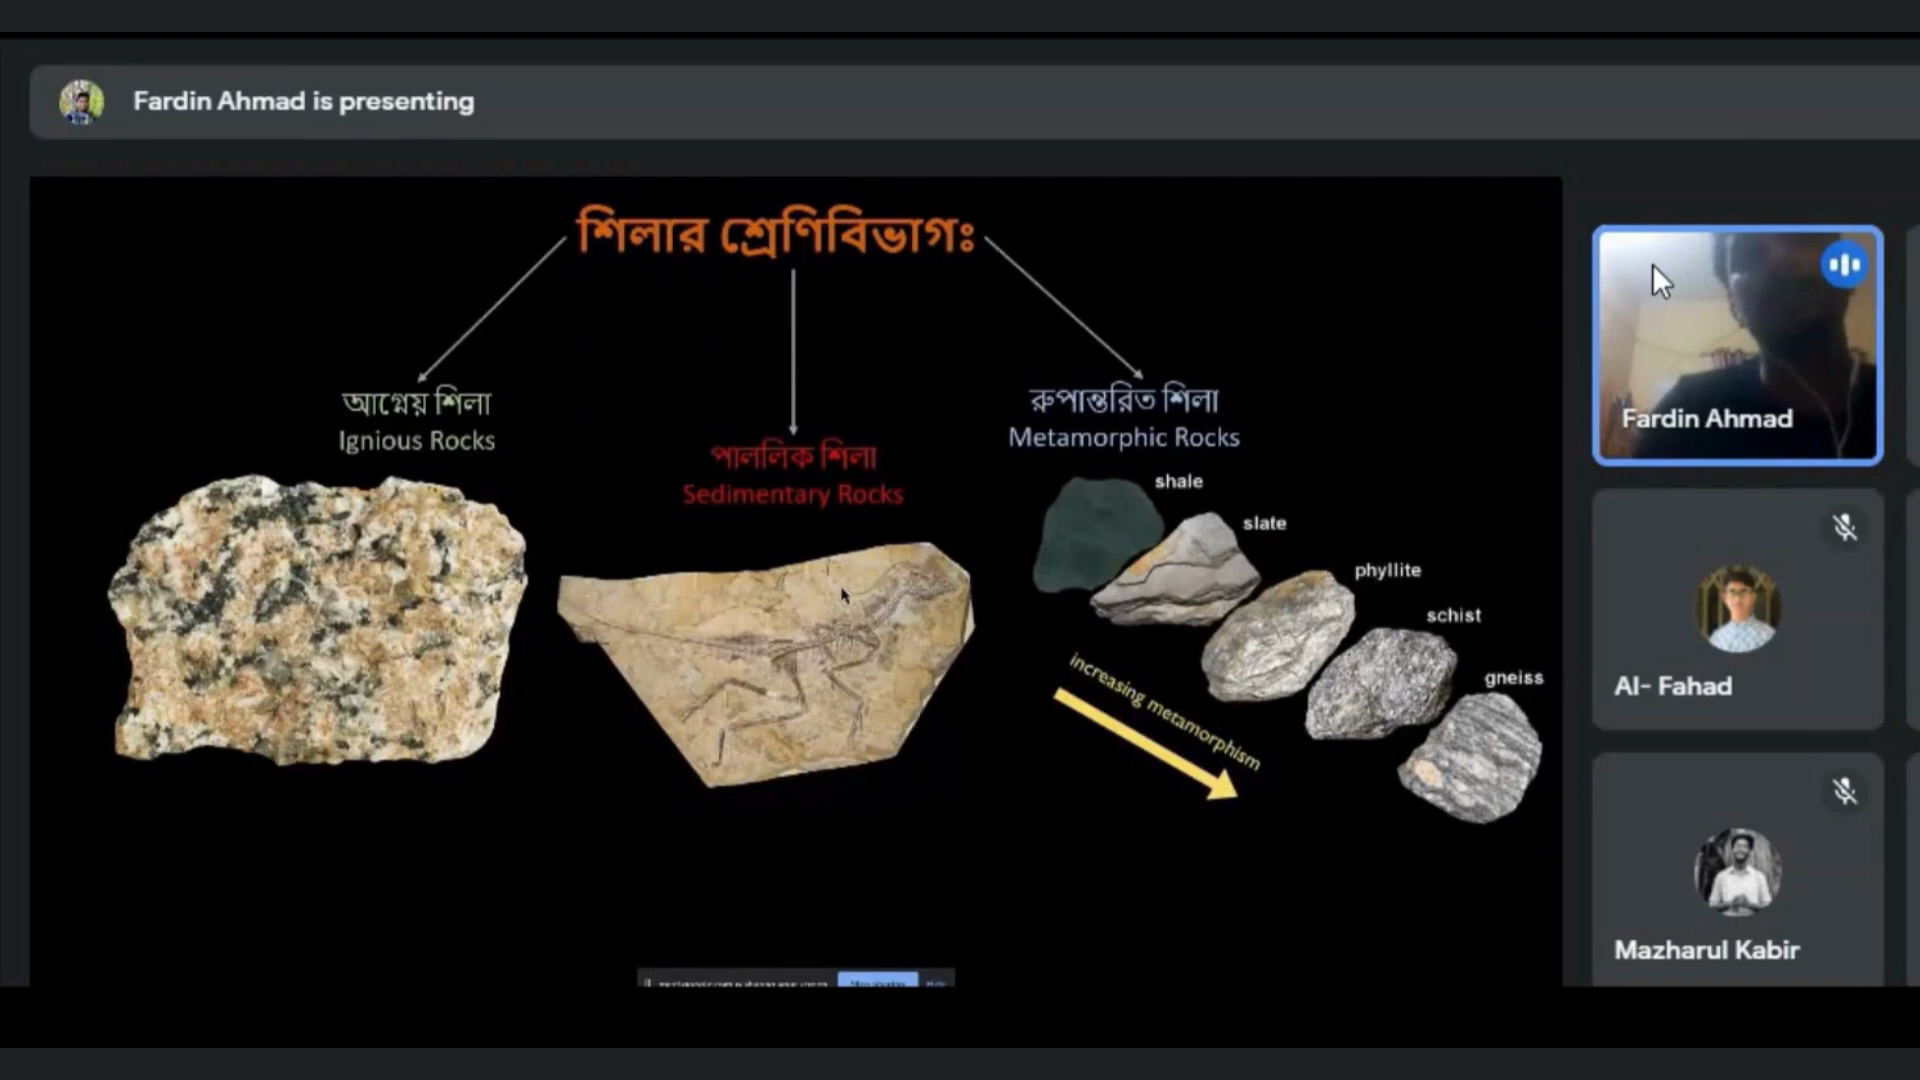 Fardin Ahmad is presenting
শিলার শ্রেণিবিভাগঃ
আগ্নেয় শিলা
Ignious Rocks
পাললিক শিলা
Sedimentary Rocks
রুপান্তরিত শিলা
Metamorphic Rocks
shale
slate
phyllite
schist
gneiss
increasing metamorphism
Fardin Ahmad
Al- Fahad
Mazharul Kabir